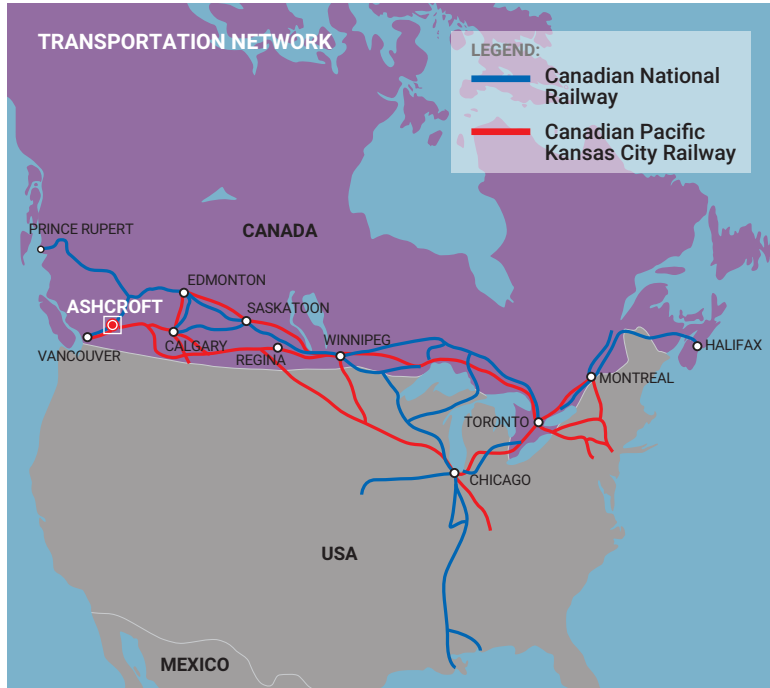 TRANSPORTATION NETWORK
LEGEND:
Canadian National
Railway
Canadian Pacific
Kansas City Railway
PRINCE RUPERT
CANADA
EDMONTON
ASHCROFT
SASKATOON
VANCOUVER
CALGARY
REGINA
WINNIPEG
HALIFAX
MONTREAL
TORONTO
CHICAGO
USA
MEXICO